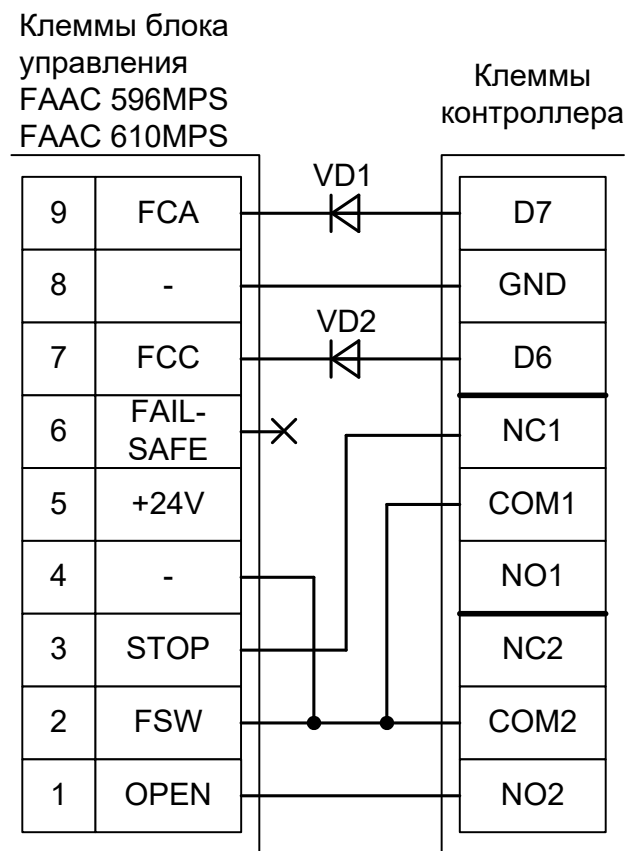 Клеммы блока
управления
FAAC 596MPS
FAAC 610MPS
Клеммы
контроллера
VD1
9 FCA D7
8 - GND
VD2
7 FCC D6
6 FAIL-
SAFE NC1
5 +24V COM1
4 - NO1
3 STOP NC2
2 FSW COM2
1 OPEN NO2